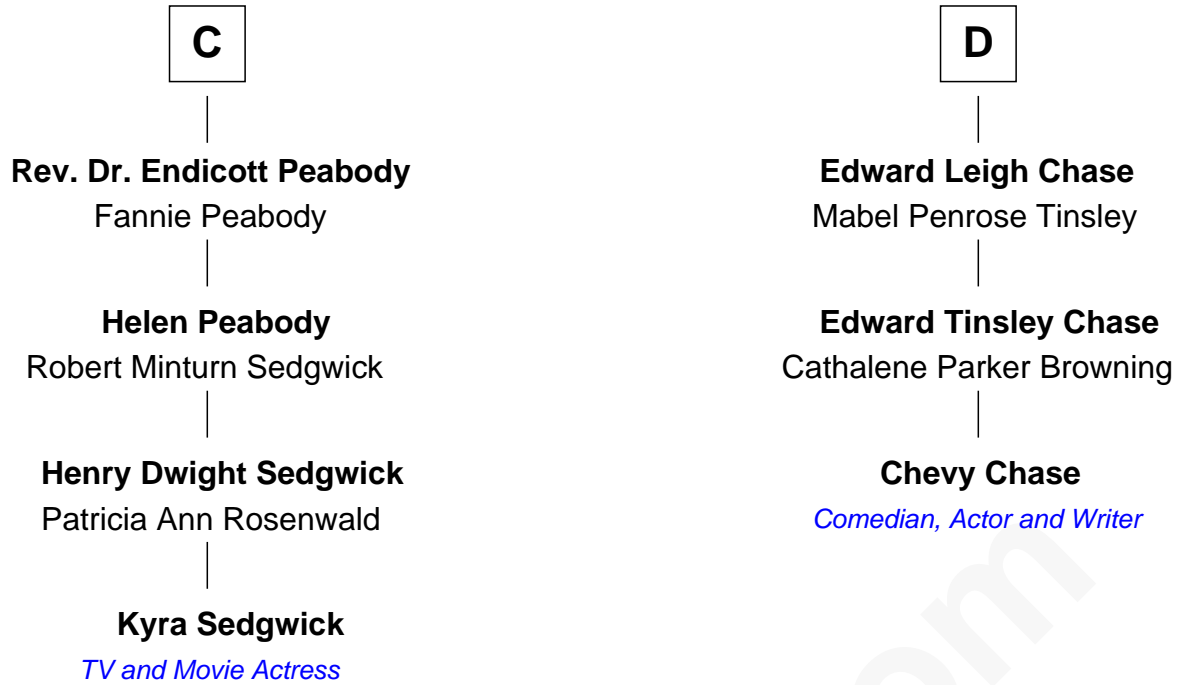 C
Rev. Dr. Endicott Peabody
Fannie Peabody
Helen Peabody
Robert Minturn Sedgwick
Henry Dwight Sedgwick
Patricia Ann Rosenwald
Kyra Sedgwick
TV and Movie Actress
D
Edward Leigh Chase
Mabel Penrose Tinsley
Edward Tinsley Chase
Cathalene Parker Browning
Chevy Chase
Comedian, Actor and Writer
om